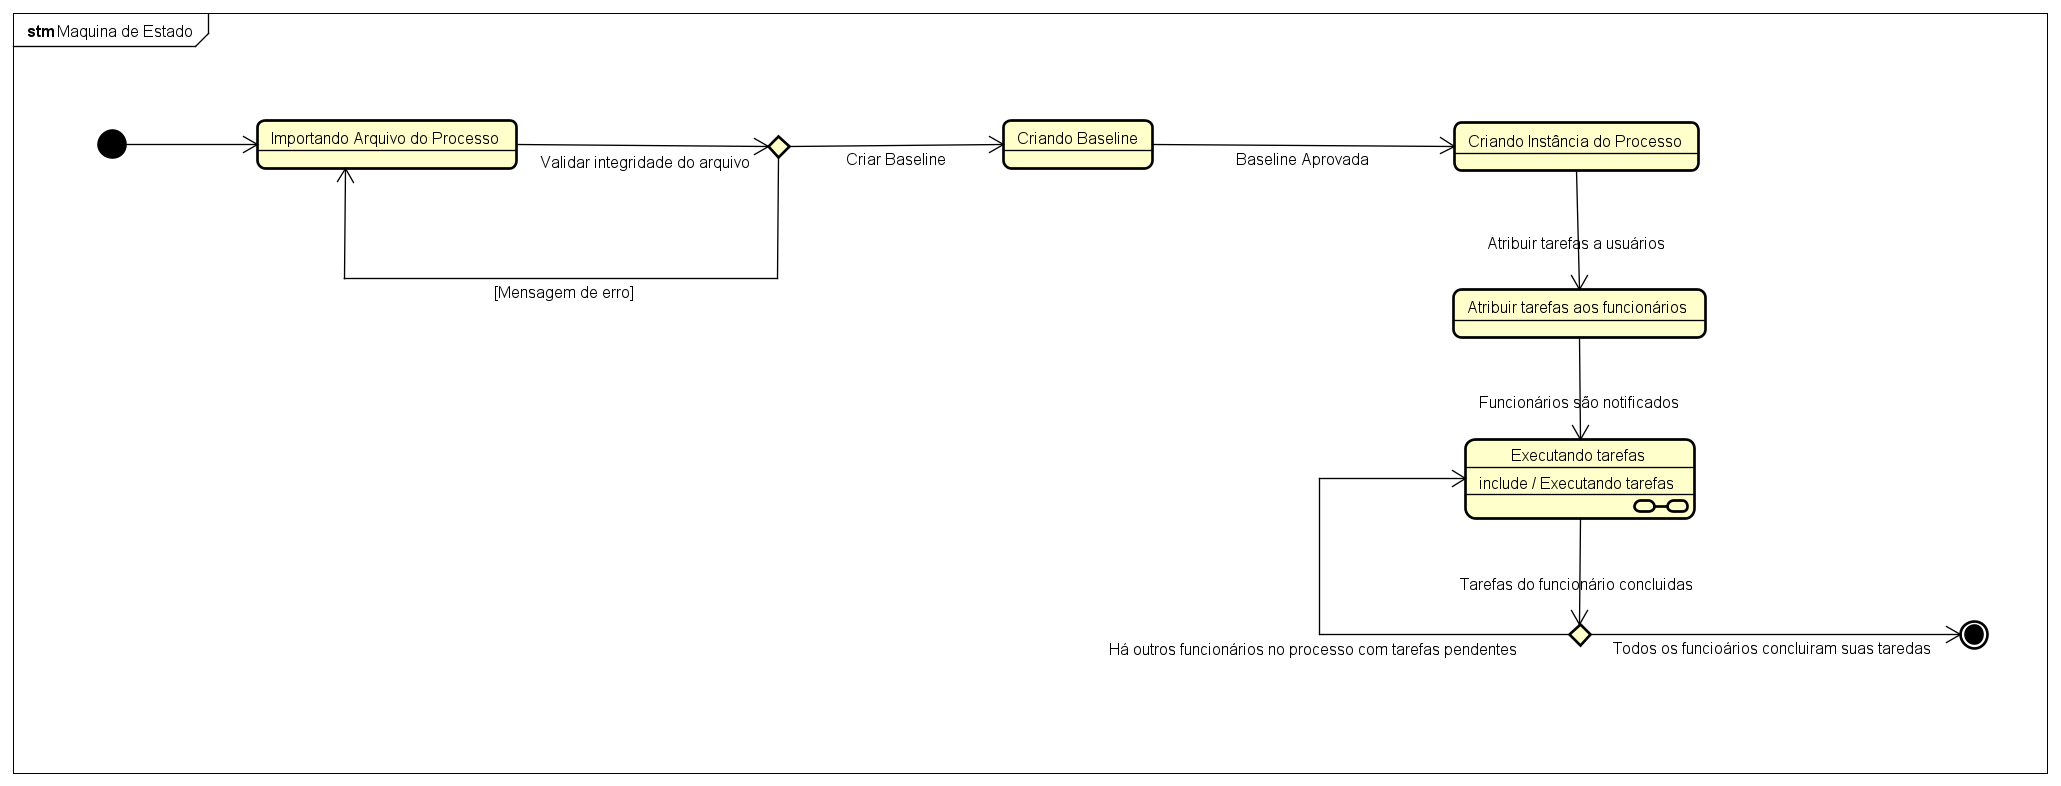 stm Maquina de Estado
Importando Arquivo do Processo
Validar integridade do arquivo
Criar Baseline
Criando Baseline
Baseline Aprovada
Criando Instância do Processo
[Mensagem de erro]
Atribuir tarefas a usuários
Atribuir tarefas aos funcionários
Funcionários são notificados
Executando tarefas
include / Executando tarefas
Tarefas do funcionário concluidas
Há outros funcionários no processo com tarefas pendentes
Todos os funcioários concluiram suas taredas